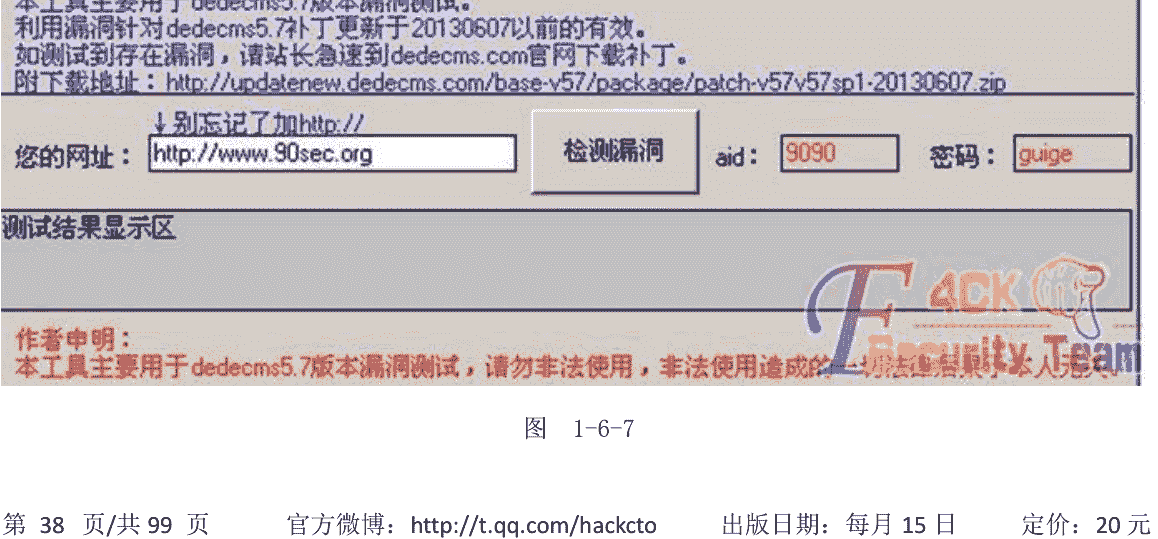 本工具主要用于dedecms5.7版本漏洞测试。
利用漏洞针对dedecms5.7补丁更新于20130607以前的有效。
如测试到存在漏洞，请站长急速到dedecms.com官网下载补丁。
附下载地址：http://updatenew.dedecms.com/base-v57/package/patch-v57v57sp1-20130607.zip
↓别忘记了加http://
您的网址： http://www.90sec.org 检测漏洞 aid： 9090 密码： guige
测试结果显示区
F4CK
Security Team
作者申明：
本工具主要用于dedecms5.7版本漏洞测试，请勿非法使用，非法使用造成的
图 1-6-7
第 38 页/共 99 页 官方微博：http://t.qq.com/hackcto 出版日期：每月 15 日 定价：20 元